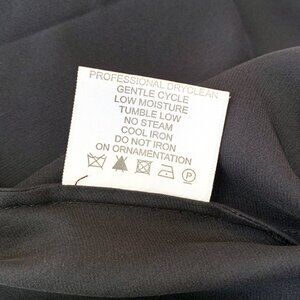 PROFESSIONAL DRYCLEAN
GENTLE CYCLE
LOW MOISTURE
TUMBLE LOW
NO STEAM
COOL IRON
DO NOT IRON
ON ORNAMENTATION
P